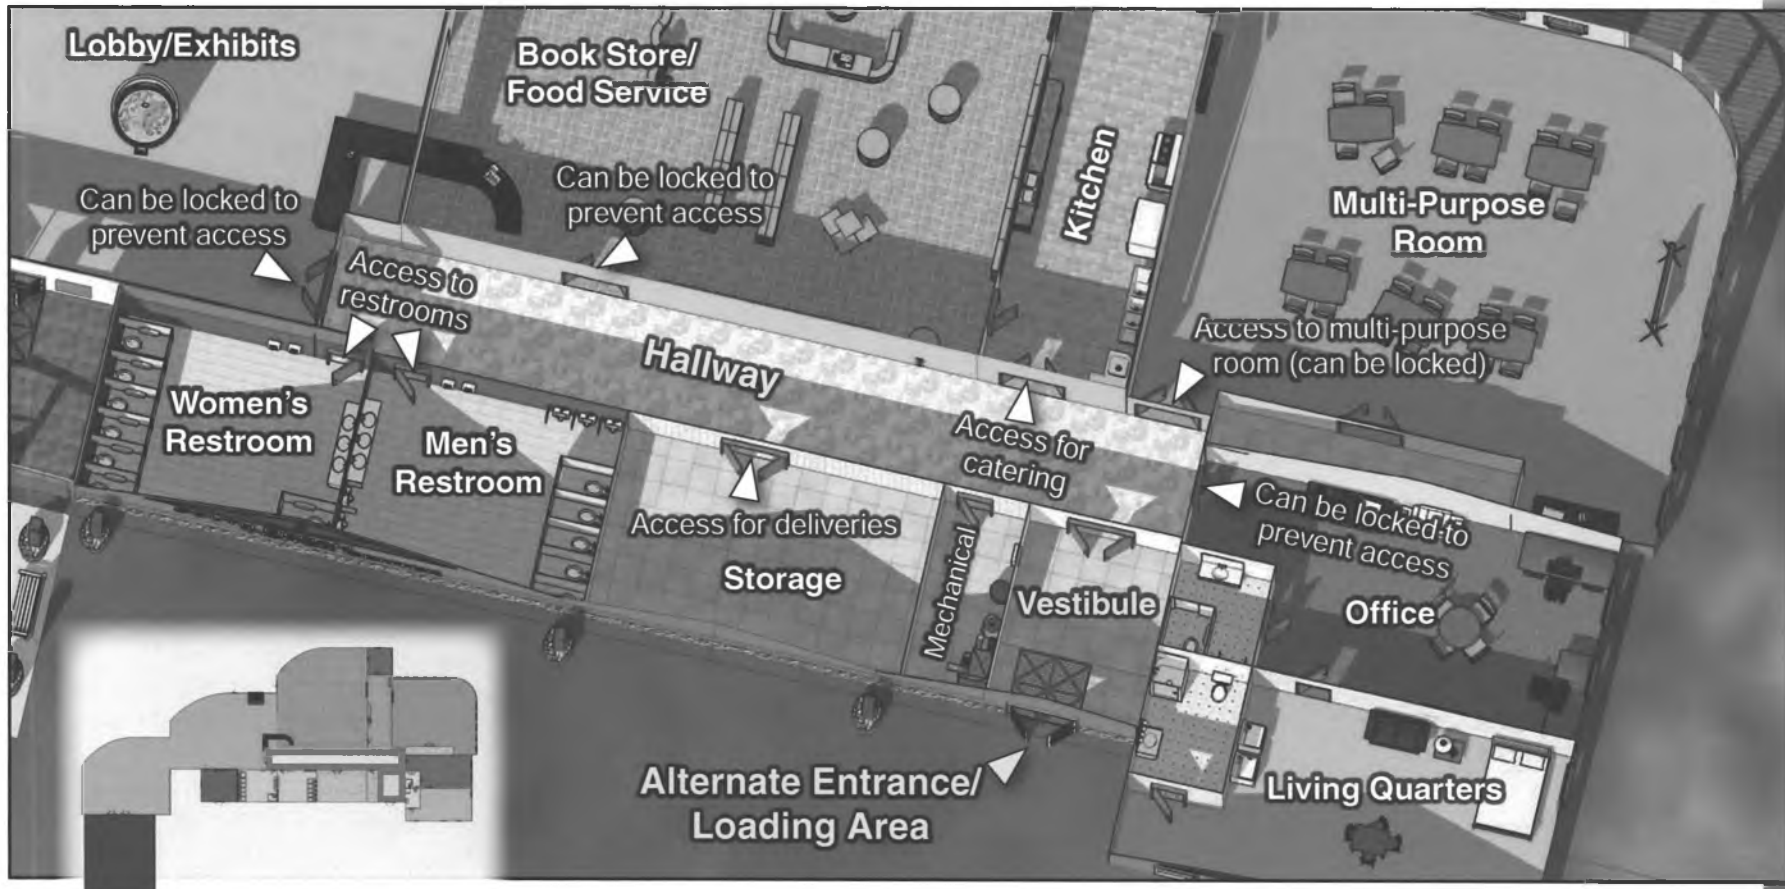 Lobby/Exhibits
Book Store/
Food Service
Kitchen
Multi-Purpose
Room
Can be locked to
prevent access
Can be locked to
prevent access
Access to
restrooms
Access to multi-purpose
room (can be locked)
Hallway
Women's
Restroom
Men's
Restroom
Access for
catering
Can be locked to
prevent access
Access for deliveries
Storage
Mechanical
Vestibule
Office
Alternate Entrance/
Loading Area
Living Quarters